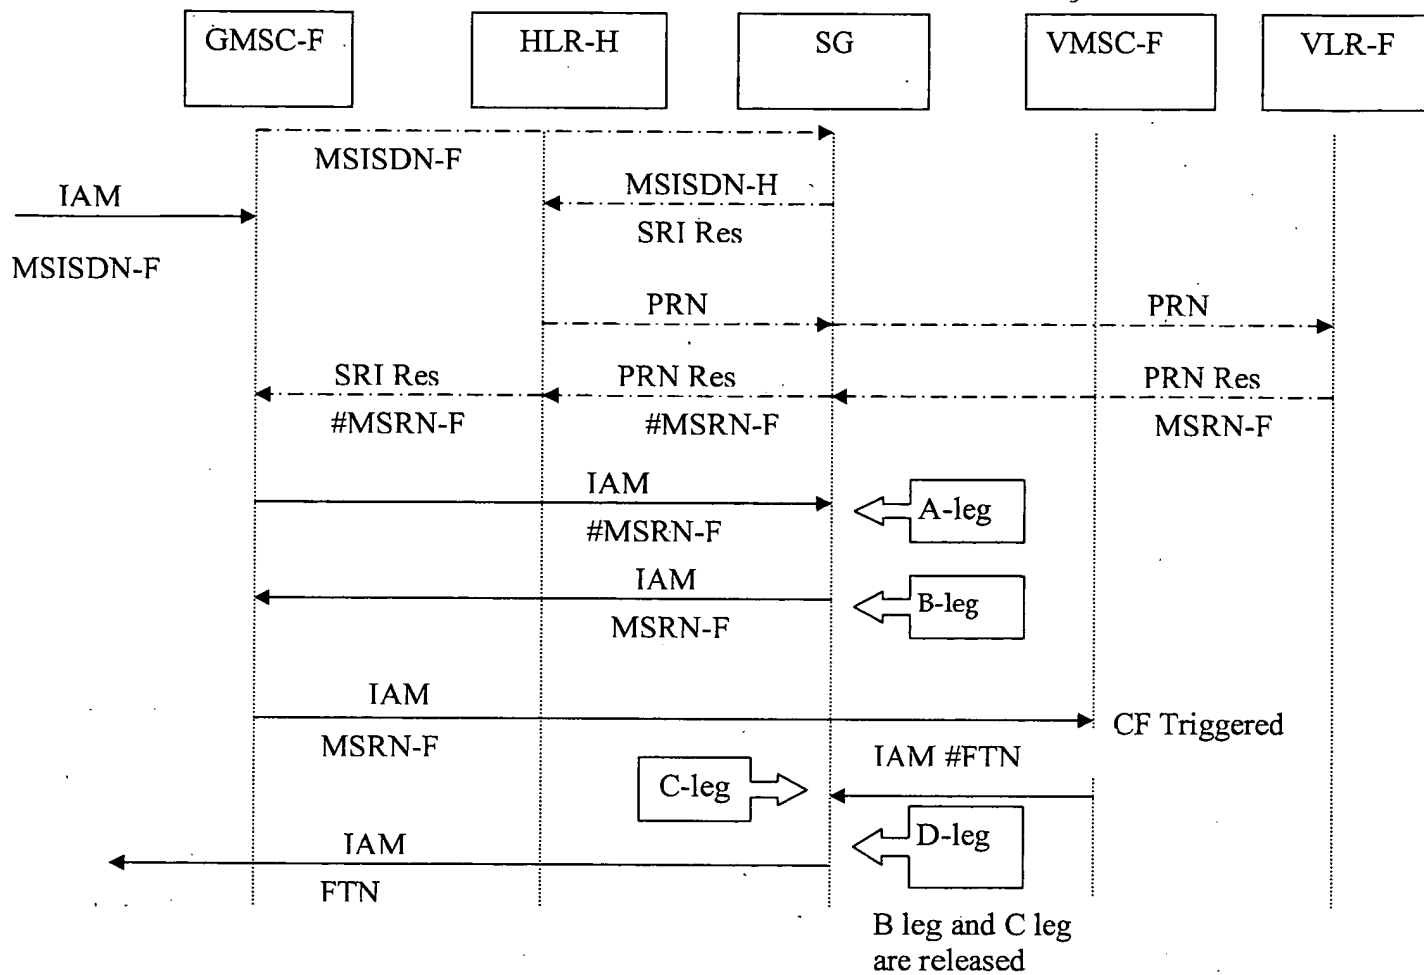 GMSC-F HLR-H SG VMSC-F VLR-F
MSISDN-F
IAM
MSISDN-H
SRI Res
MSISDN-F
PRN PRN
SRI Res PRN Res PRN Res
#MSRN-F #MSRN-F MSRN-F
IAM
A-leg
#MSRN-F
IAM
B-leg
MSRN-F
IAM
CF Triggered
MSRN-F
IAM #FTN
C-leg
IAM
D-leg
FTN
B leg and C leg
are released